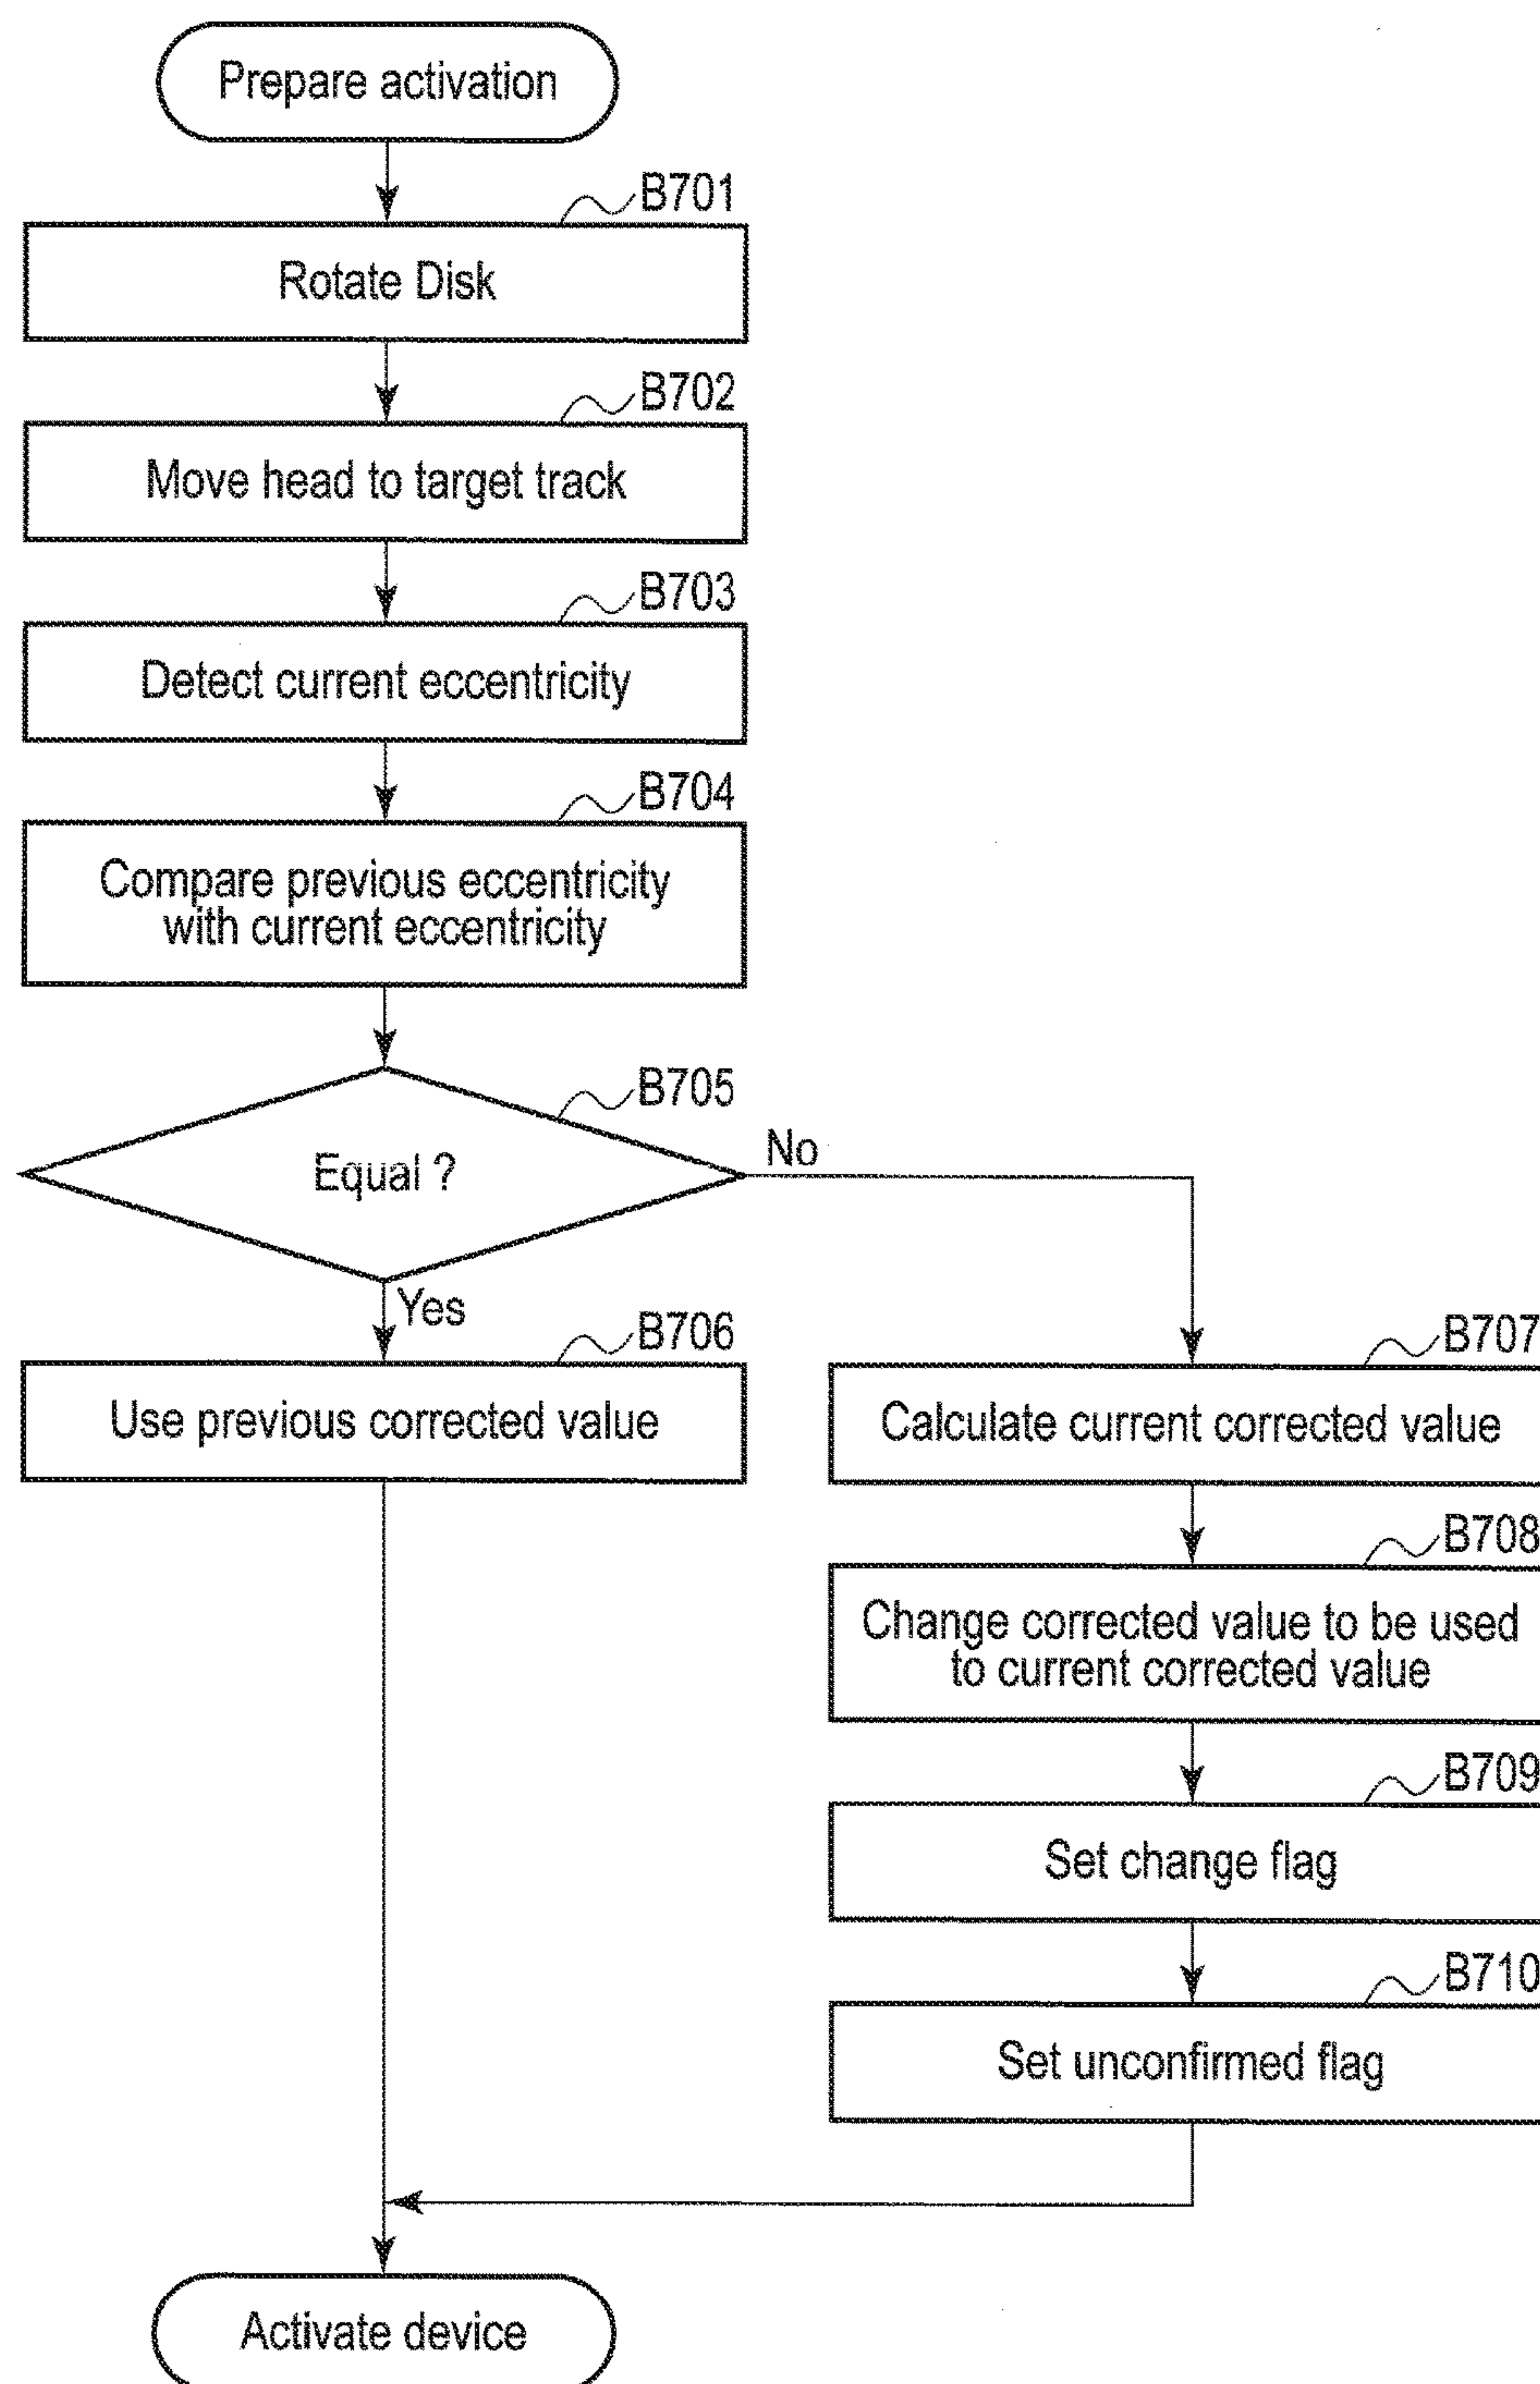 Prepare activation
B701
Rotate Disk
B702
Move head to target track
B703
Detect current eccentricity
B704
Compare previous eccentricity
with current eccentricity
B705
Equal ?
No
Yes
B706
Use previous corrected value
B707
Calculate current corrected value
B708
Change corrected value to be used
to current corrected value
B709
Set change flag
B710
Set unconfirmed flag
Activate device